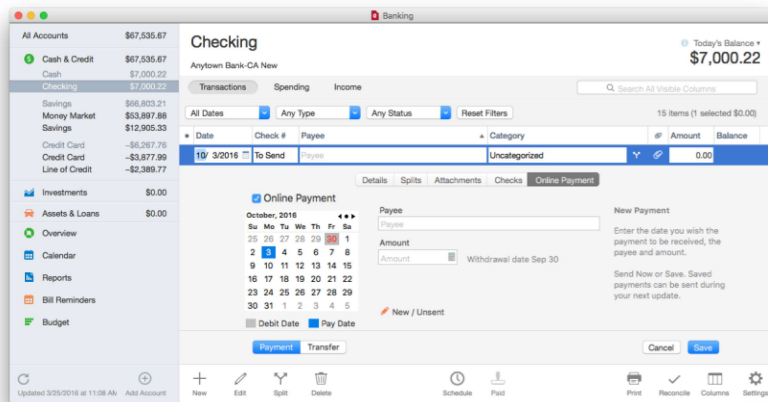 Banking
All Accounts $67,535.67
Cash & Credit $67,535.67
Cash $7,000.22
Checking $7,000.22
Savings $66,803.21
Money Market $53,897.88
Savings $12,905.33
Credit Card -$6,267.76
Credit Card -$3,877.99
Line of Credit -$2,389.77
Investments $0.00
Assets & Loans $0.00
Overview
Calendar
Reports
Bill Reminders
Budget
Updated 3/25/2016 at 11:08 AM Add Account
Checking
Anytown Bank-CA New
Today's Balance
$7,000.22
Transactions Spending Income
Search All Visible Columns
All Dates Any Type Any Status Reset Filters
15 items (1 selected $0.00)
Date Check # Payee Category Amount Balance
10/ 3/2016 To Send Payee Uncategorized 0.00
Details Splits Attachments Checks Online Payment
Online Payment
October, 2016
Su Mo Tu We Th Fr Sa
25 26 27 28 29 30 1
2 3 4 5 6 7 8
9 10 11 12 13 14 15
16 17 18 19 20 21 22
23 24 25 26 27 28 29
30 31 1 2 3 4 5
Debit Date Pay Date
Payee
Payee
Amount
Amount Withdrawal date Sep 30
New / Unsent
New Payment
Enter the date you wish the
payment to be received, the
payee and amount.
Send Now or Save. Saved
payments can be sent during
your next update.
Payment Transfer
Cancel Save
New Edit Split Delete Schedule Paid Print Reconcile Columns Settings